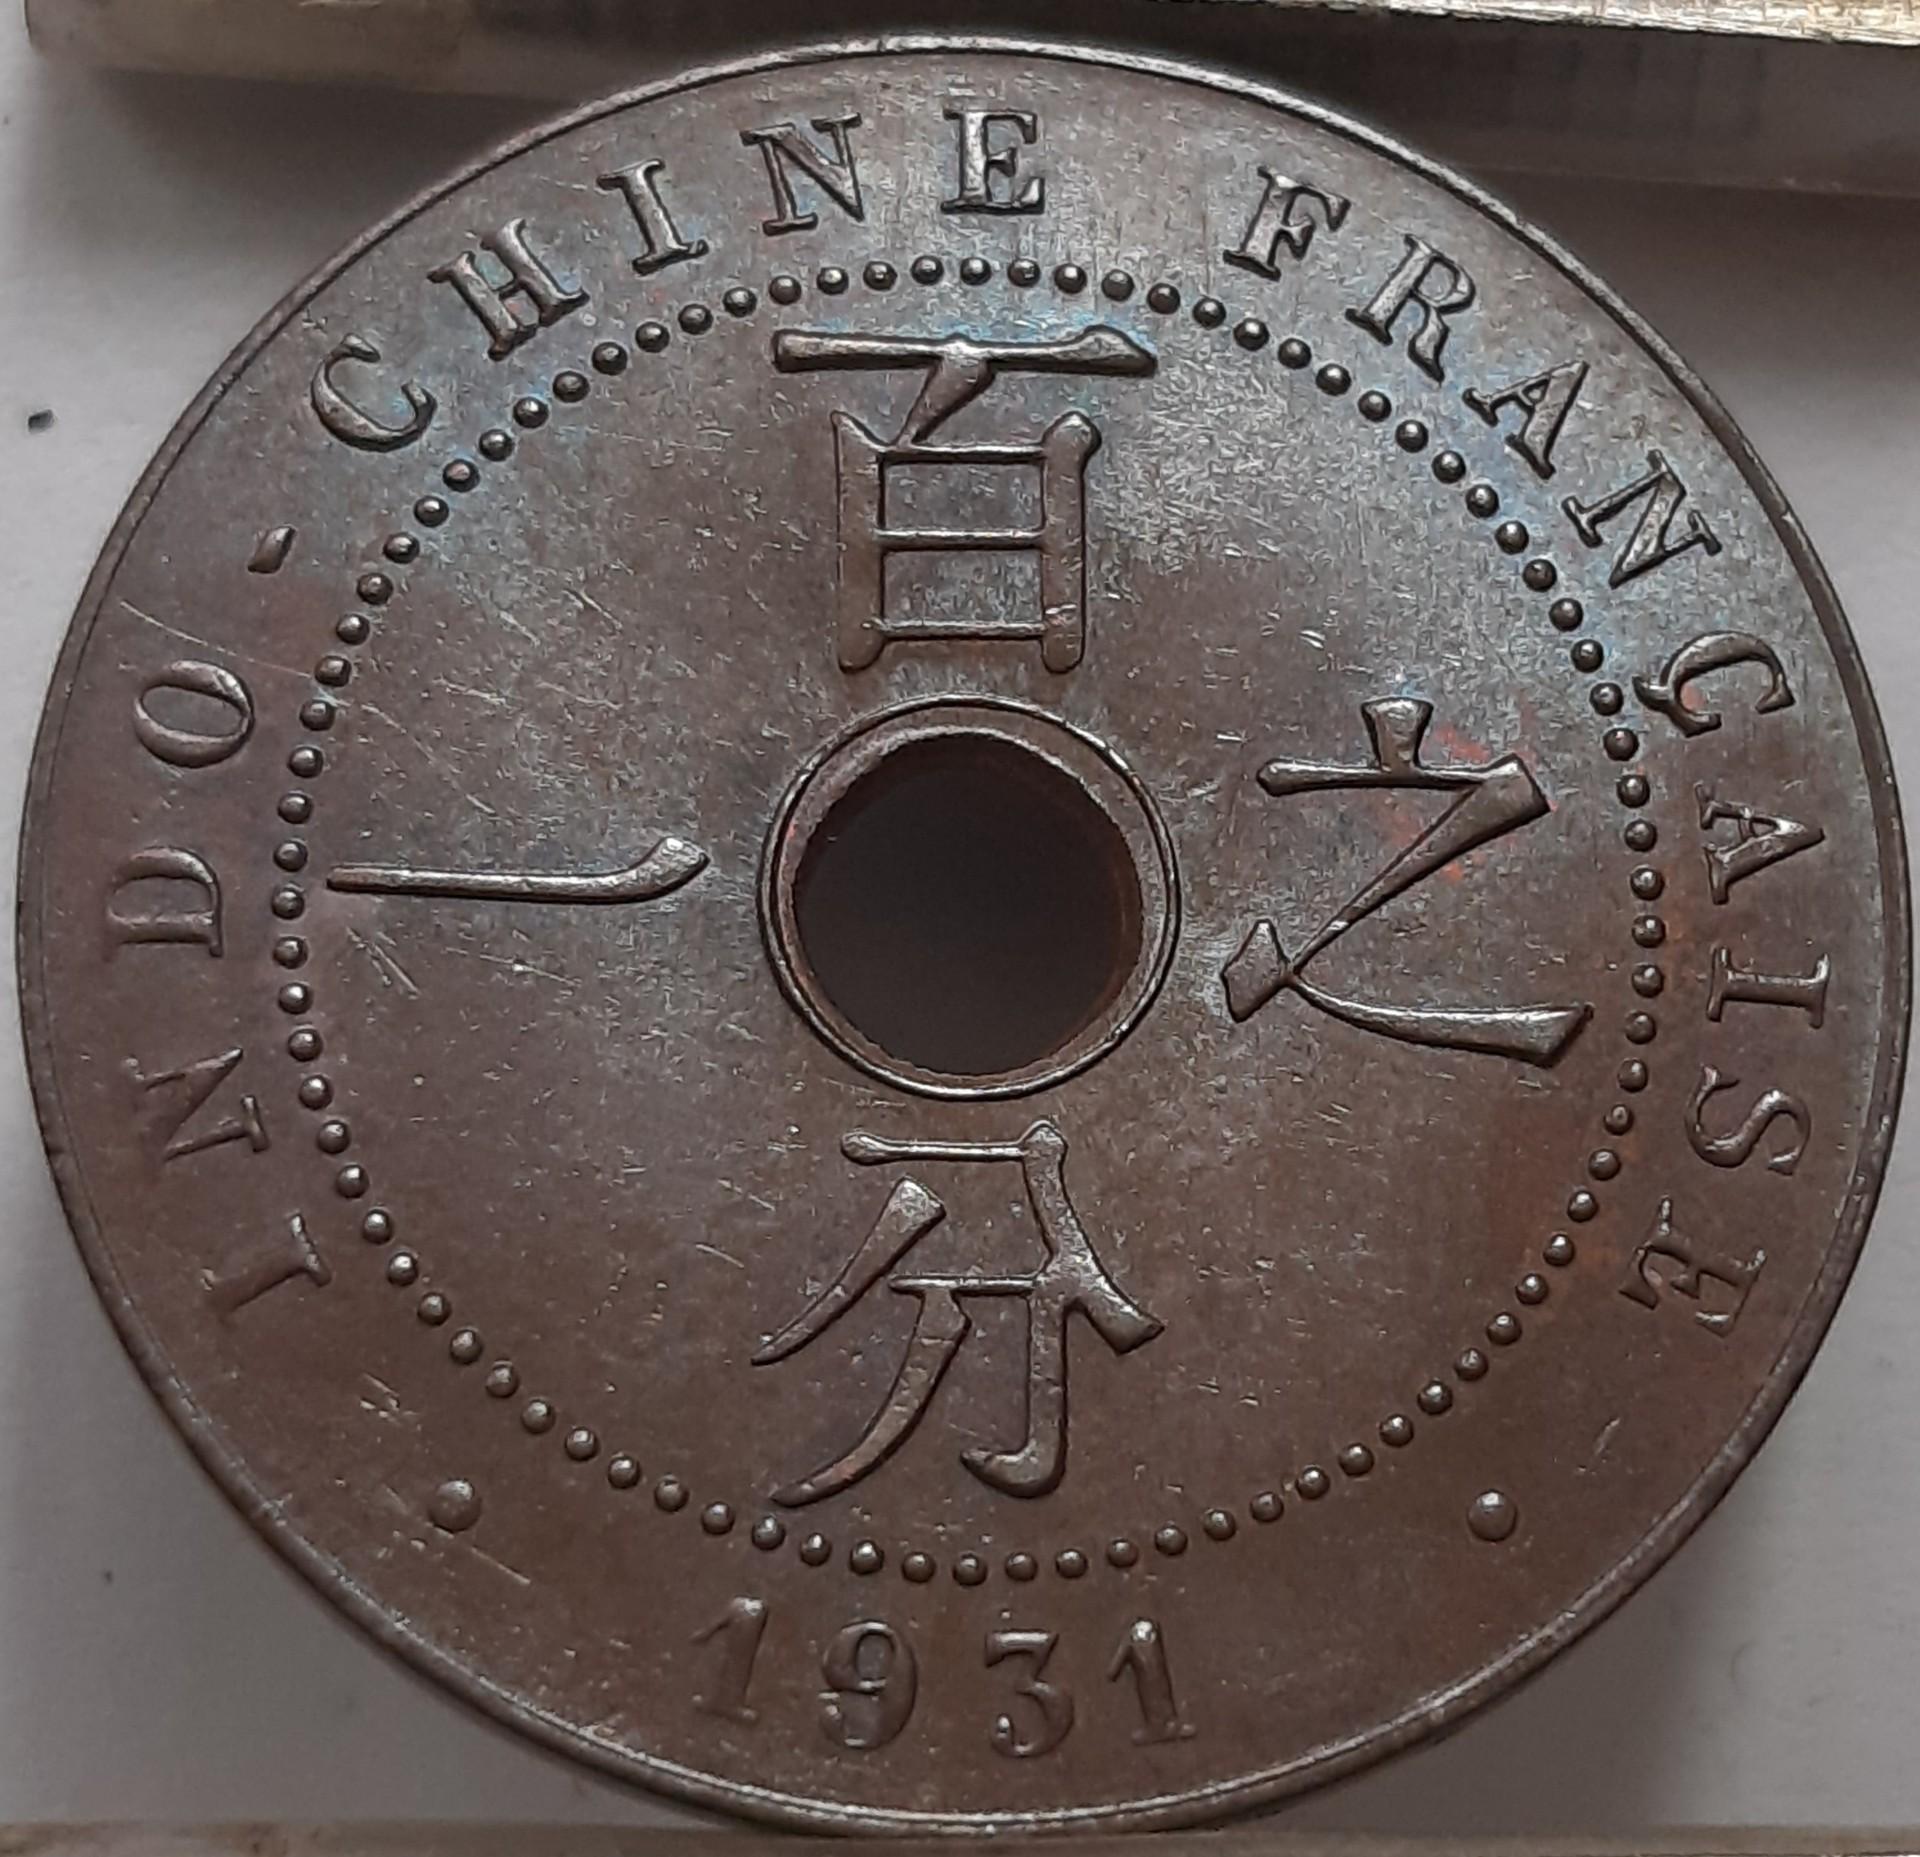 INDO-CHINE FRANÇAISE
百
之
分
一
1931